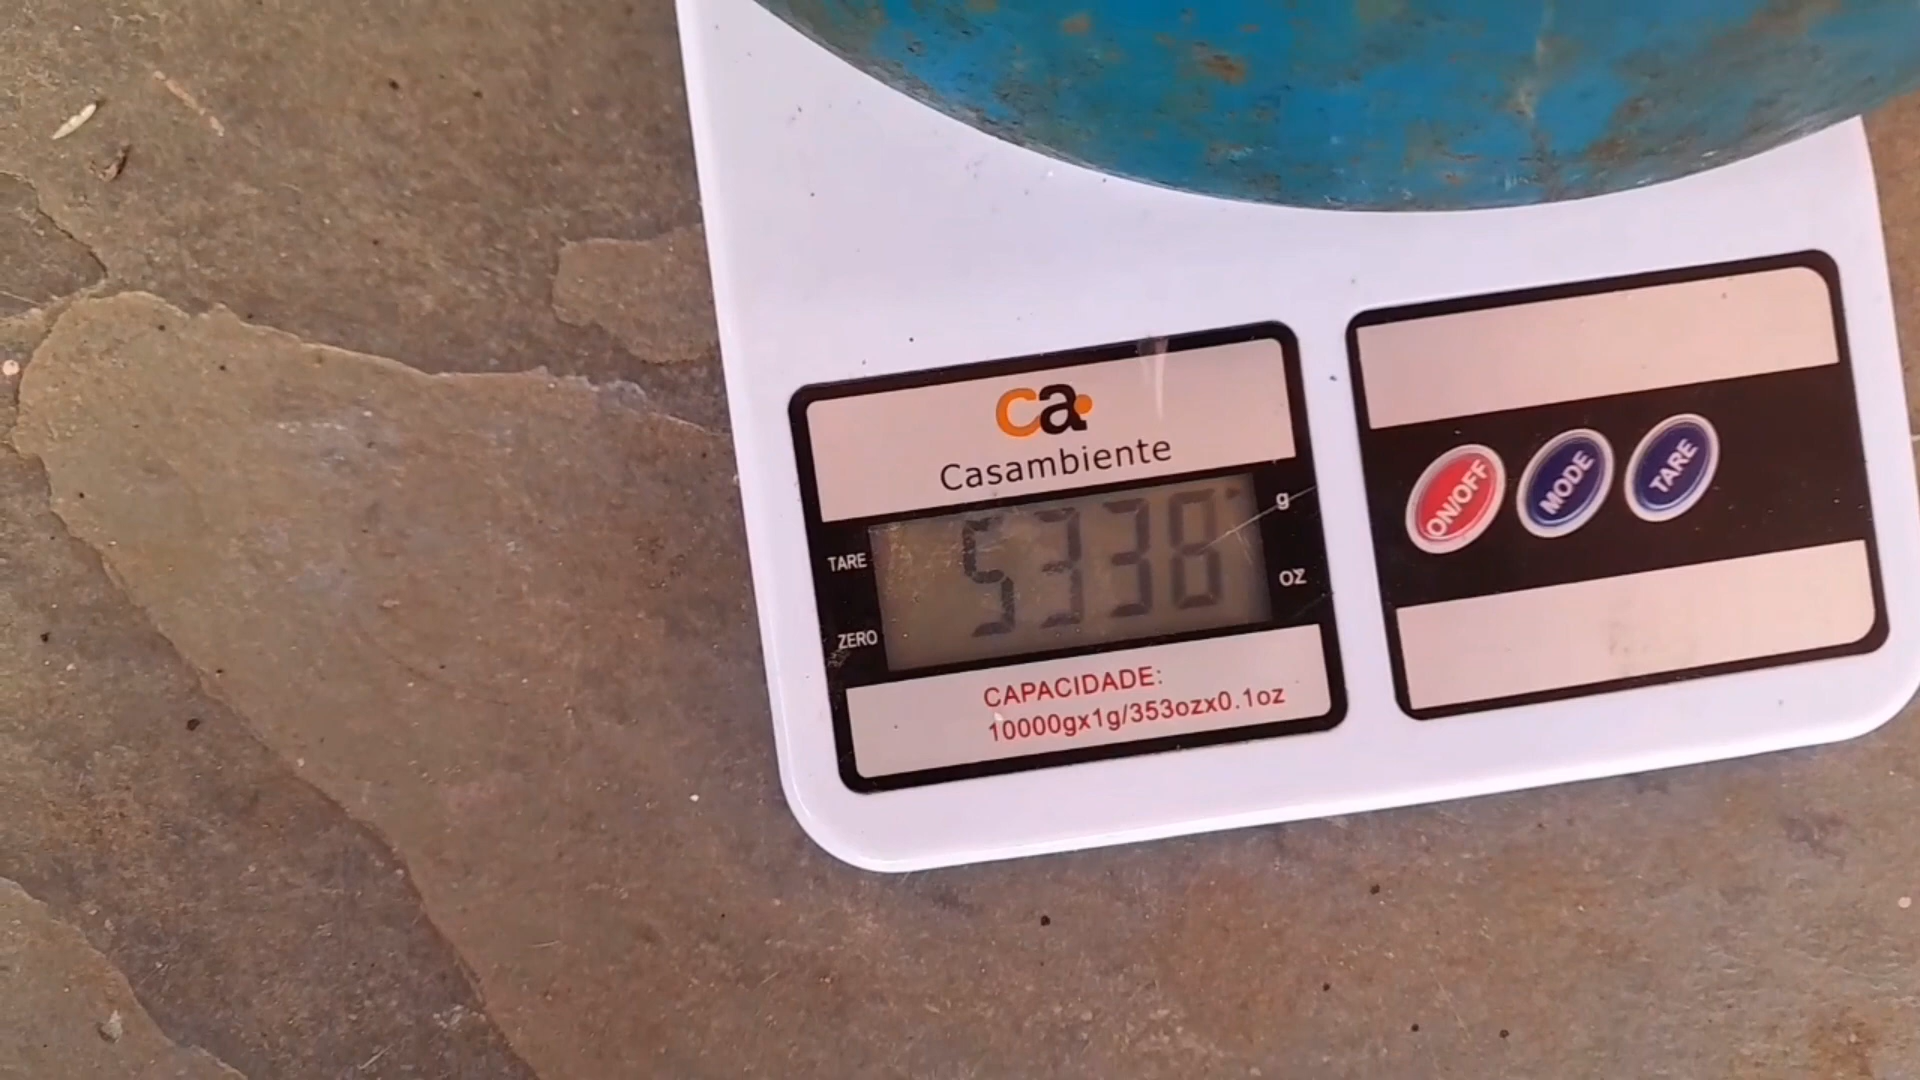 ca
Casambiente
TARE
ZERO
5338
g
oz
CAPACIDADE:
10000gx1g/353ozx0.1oz
ON/OFF
MODE
TARE